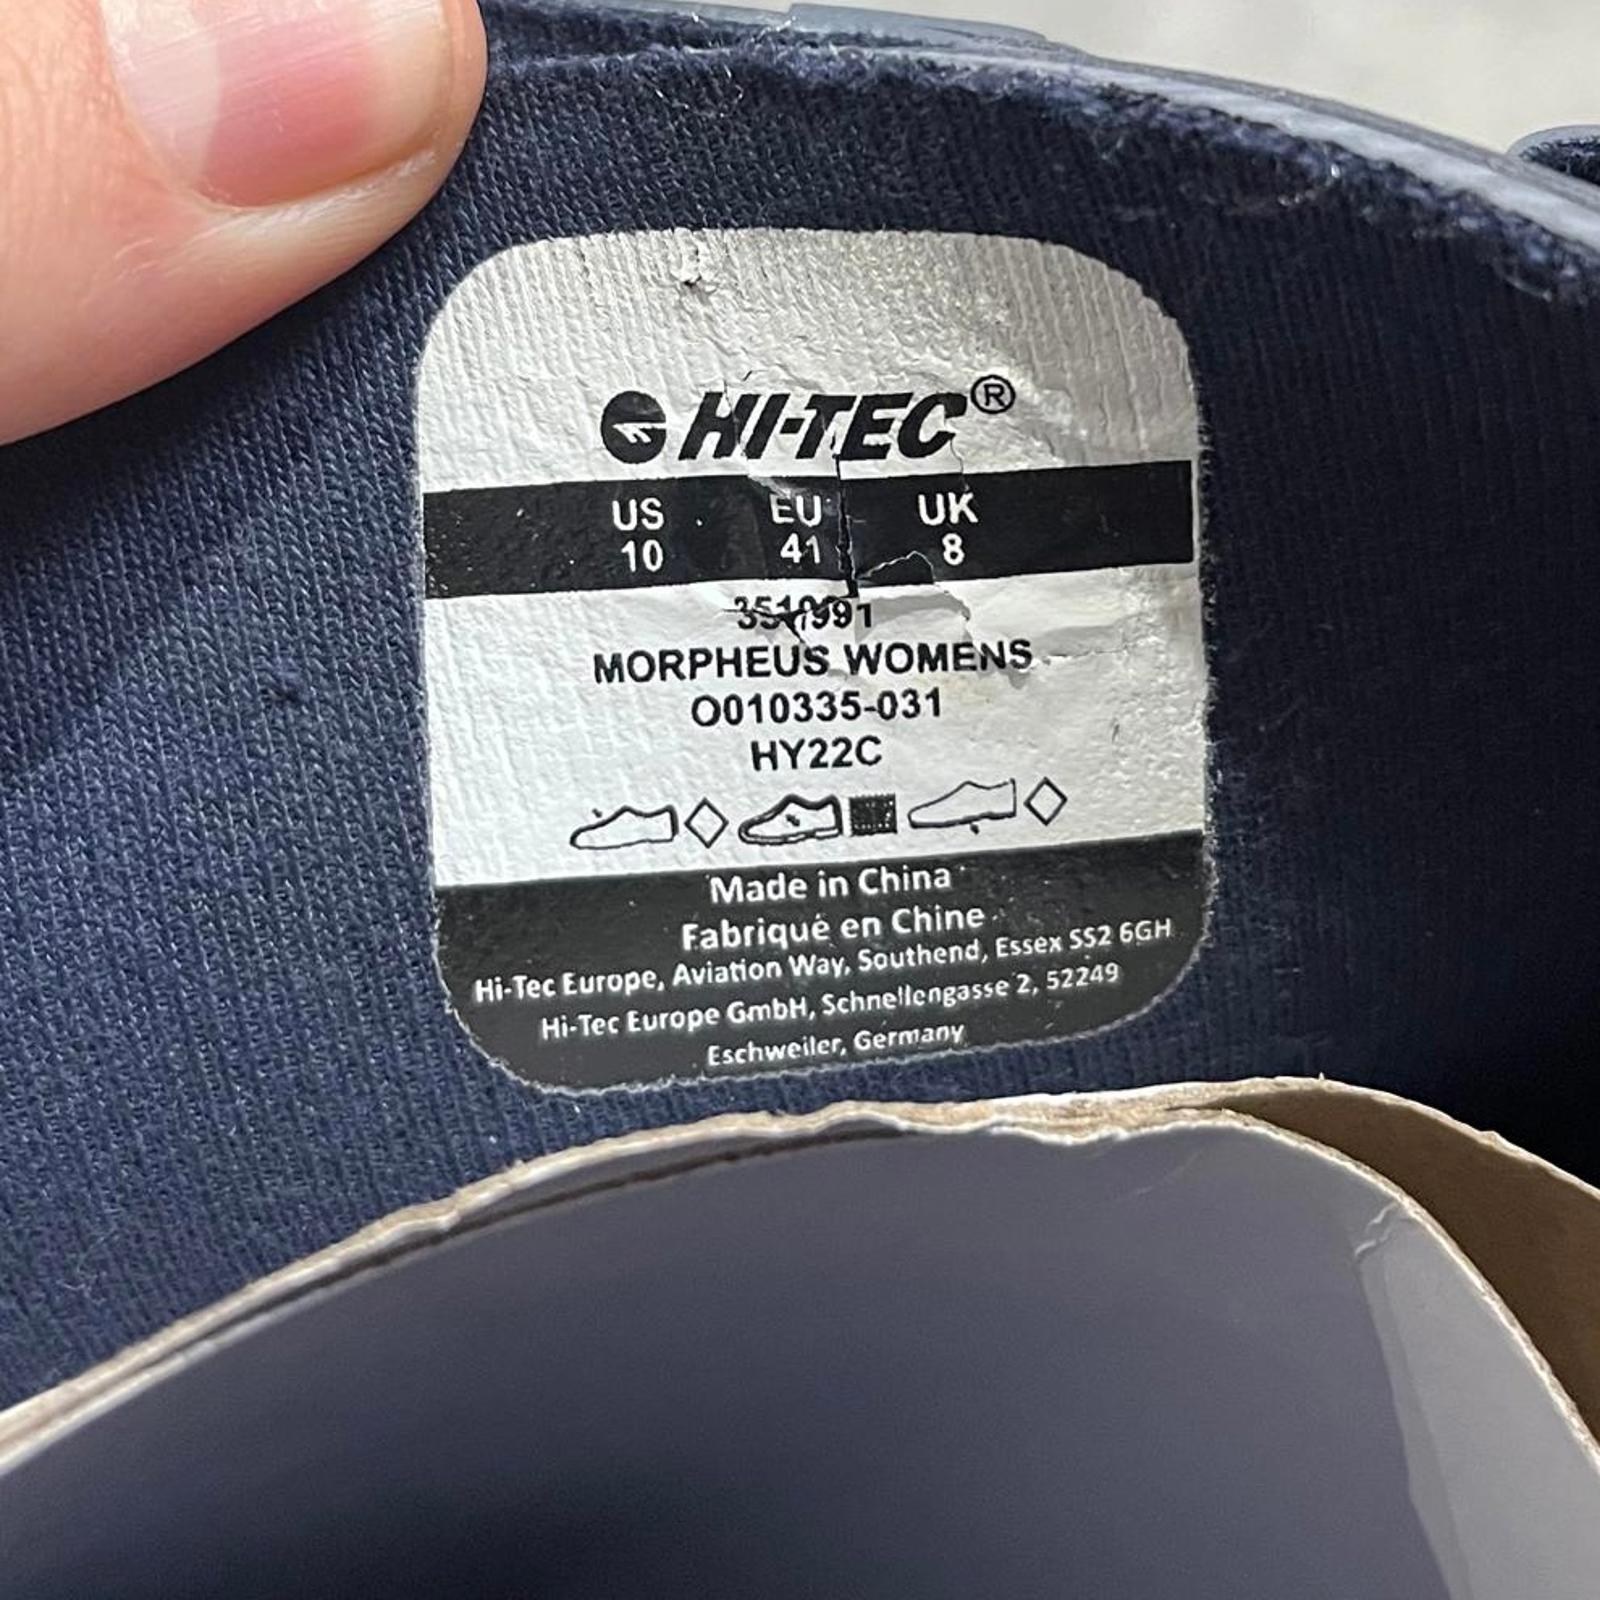 HI-TEC®
US EU UK
10 41 8
MORPHEUS WOMENS
O010335-031
HY22C
Made in China
Fabriqué en Chine
Hi-Tec Europe, Aviation Way, Southend, Essex SS2 6GH
Hi-Tec Europe GmbH, Schnellengasse 2, 52249
Eschweiler, Germany